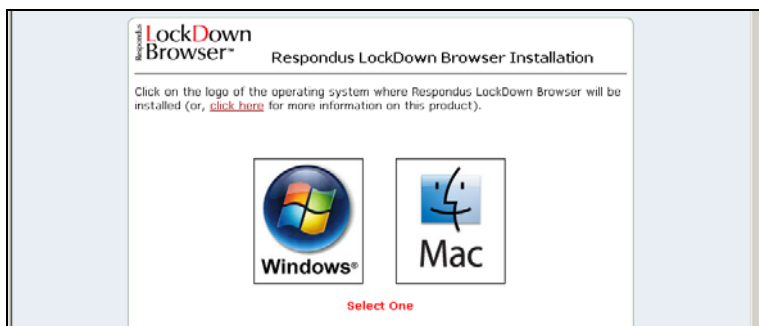 Respondus
LockDown
Browser™
Respondus LockDown Browser Installation
Click on the logo of the operating system where Respondus LockDown Browser will be
installed (or, click here for more information on this product).
Windows®
Mac
Select One